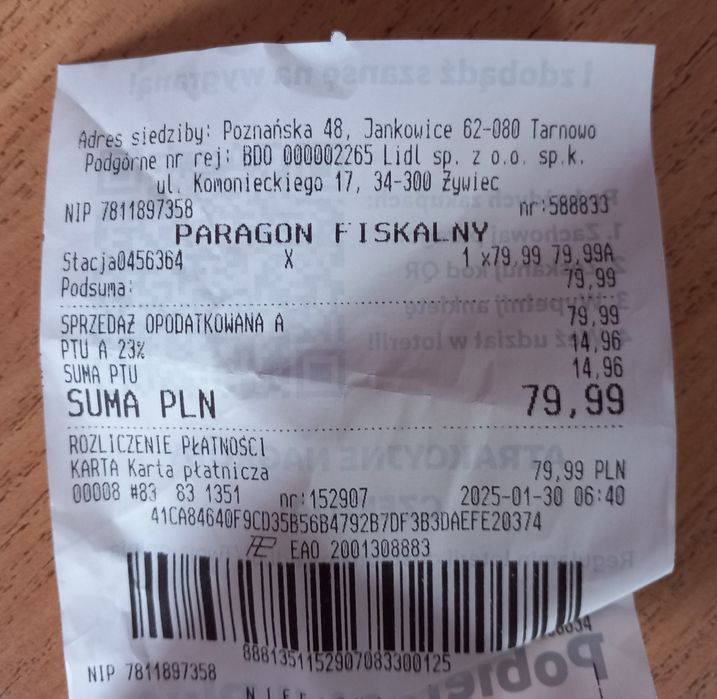 Adres siedziby: Poznańska 48, Jankowice 62-080 Tarnowo
Podgórne nr rej: BDO 000002265 Lidl sp. z o.o. sp.k.
ul. Komonieckiego 17, 34-300 Żywiec
NIP 7811897358 nr:588833
PARAGON FISKALNY
Stacja0456364 X 1 x79,99 79,99A
Podsuma: 79,99
SPRZEDAŻ OPODATKOWANA A 79,99
PTU A 23% 14,96
SUMA PTU 14,96
SUMA PLN 79,99
ROZLICZENIE PŁATNOŚCI
KARTA Karta płatnicza 79,99 PLN
00008 #83 83 1351 nr:152907 2025-01-30 06:40
41CA84640F9CD35B56B4792B7DF3B3DAEFE20374
EAO 2001308883
8881351152907083300125
NIP 7811897358